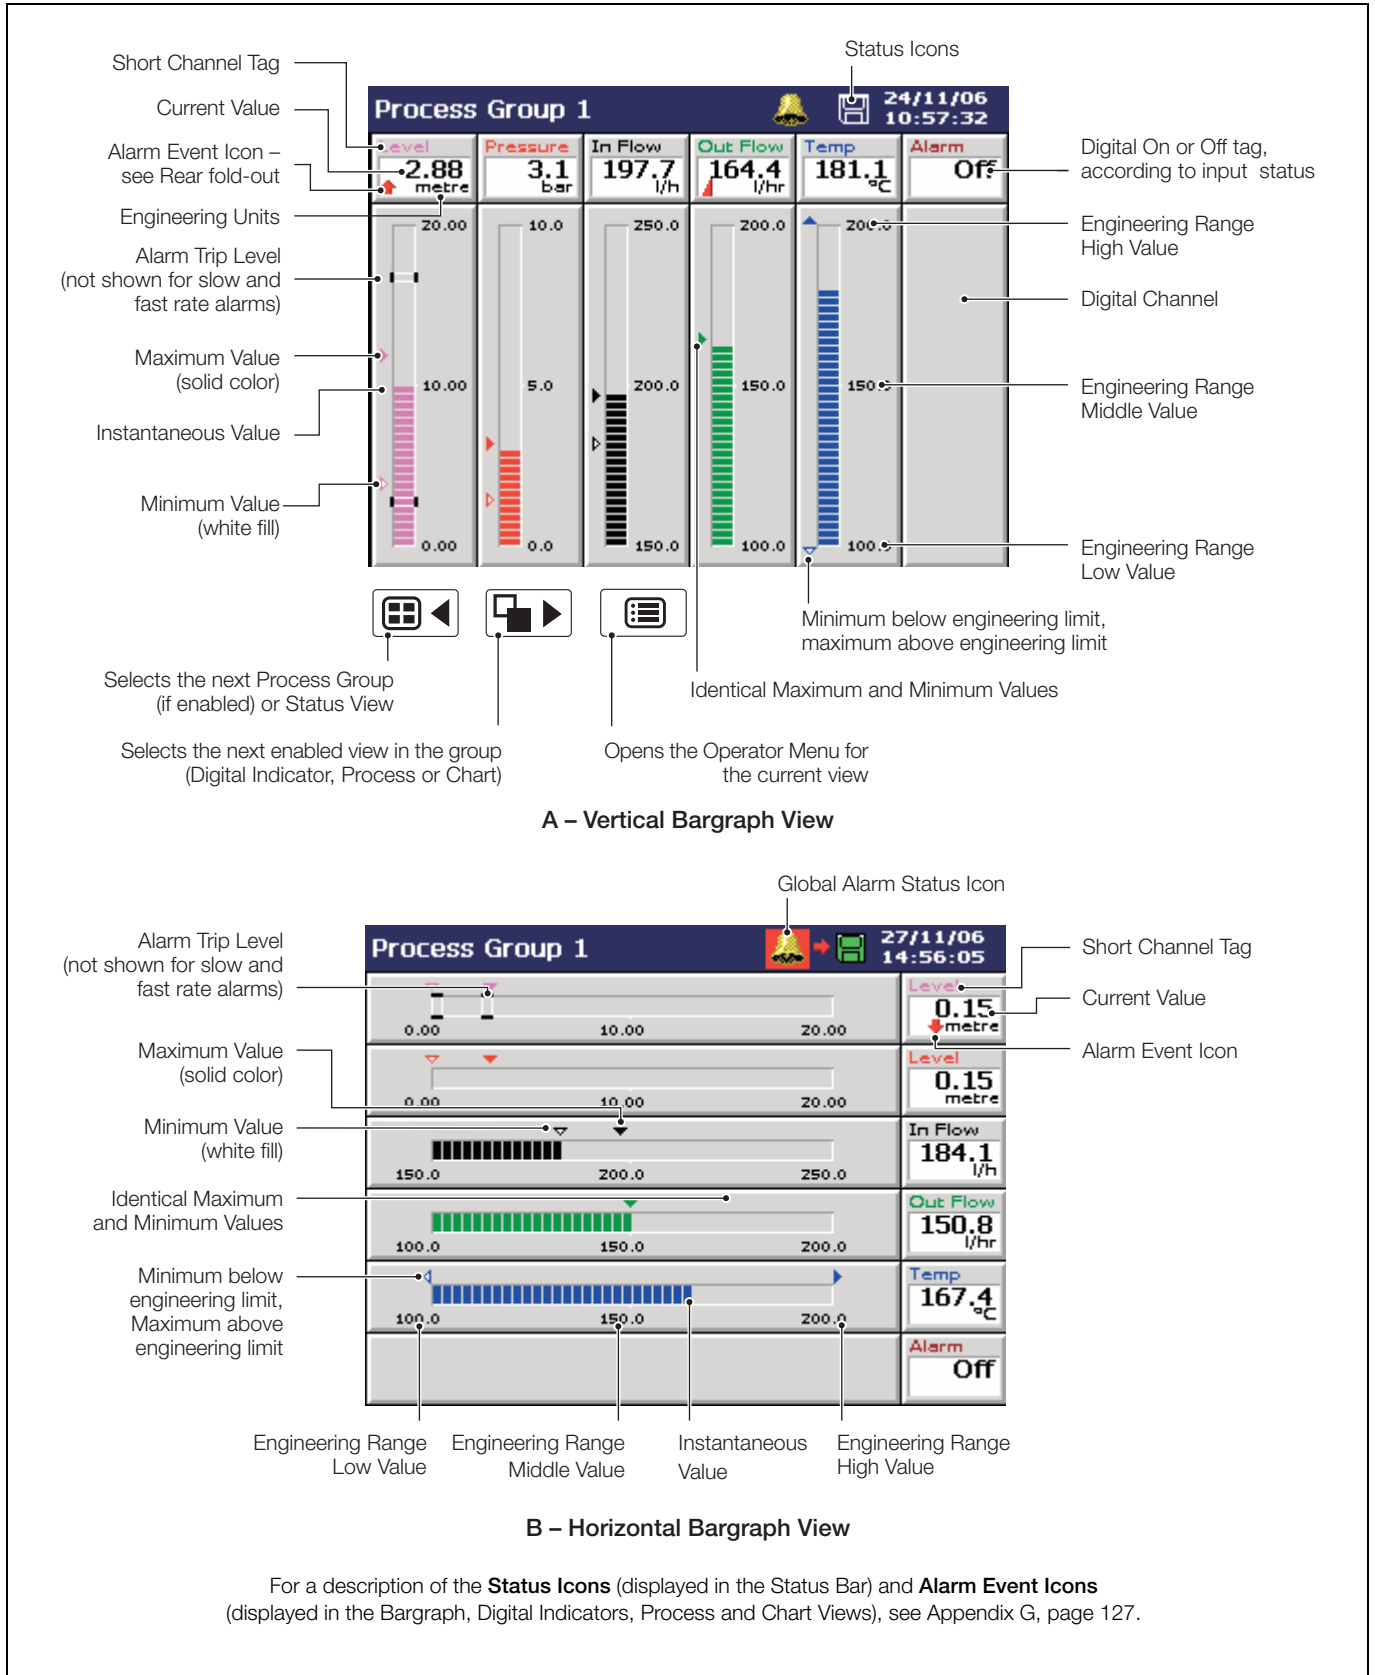 Status Icons
Short Channel Tag
Current Value
Alarm Event Icon –
see Rear fold-out
Engineering Units
Alarm Trip Level
(not shown for slow and
fast rate alarms)
Maximum Value
(solid color)
Instantaneous Value
Minimum Value
(white fill)
Process Group 1
24/11/06
10:57:32
Level
2.88
metre
Pressure
3.1
bar
In Flow
197.7
l/h
Out Flow
164.4
l/hr
Temp
181.1
°C
Alarm
Off
20.00
10.0
250.0
200.0
200.0
10.00
5.0
200.0
150.0
150.0
0.00
0.0
150.0
100.0
100.0
Digital On or Off tag,
according to input status
Engineering Range
High Value
Digital Channel
Engineering Range
Middle Value
Engineering Range
Low Value
Minimum below engineering limit,
maximum above engineering limit
Identical Maximum and Minimum Values
Selects the next Process Group
(if enabled) or Status View
Selects the next enabled view in the group
(Digital Indicator, Process or Chart)
Opens the Operator Menu for
the current view
A – Vertical Bargraph View
Global Alarm Status Icon
Alarm Trip Level
(not shown for slow and
fast rate alarms)
Maximum Value
(solid color)
Minimum Value
(white fill)
Identical Maximum
and Minimum Values
Minimum below
engineering limit,
Maximum above
engineering limit
Process Group 1
27/11/06
14:56:05
0.00 10.00 20.00
Level
0.15
metre
0.00 10.00 20.00
Level
0.15
metre
150.0 200.0 250.0
In Flow
184.1
l/h
100.0 150.0 200.0
Out Flow
150.8
l/hr
100.0 150.0 200.0
Temp
167.4
°C
Alarm
Off
Short Channel Tag
Current Value
Alarm Event Icon
Engineering Range
Low Value
Engineering Range
Middle Value
Instantaneous
Value
Engineering Range
High Value
B – Horizontal Bargraph View
For a description of the Status Icons (displayed in the Status Bar) and Alarm Event Icons
(displayed in the Bargraph, Digital Indicators, Process and Chart Views), see Appendix G, page 127.